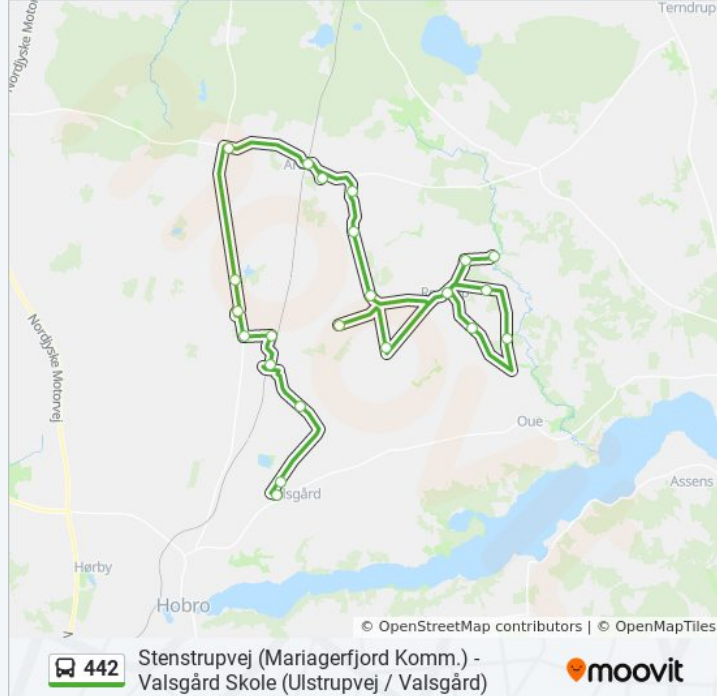 Terndrup
Nordjyske Motorvej
Nordjyske Motorvej
Oue
Assens
Hørby
Hobro
© OpenStreetMap contributors | © OpenMapTiles
442
Stenstrupvej (Mariagerfjord Komm.) -
Valsgård Skole (Ulstrupvej / Valsgård)
moovit